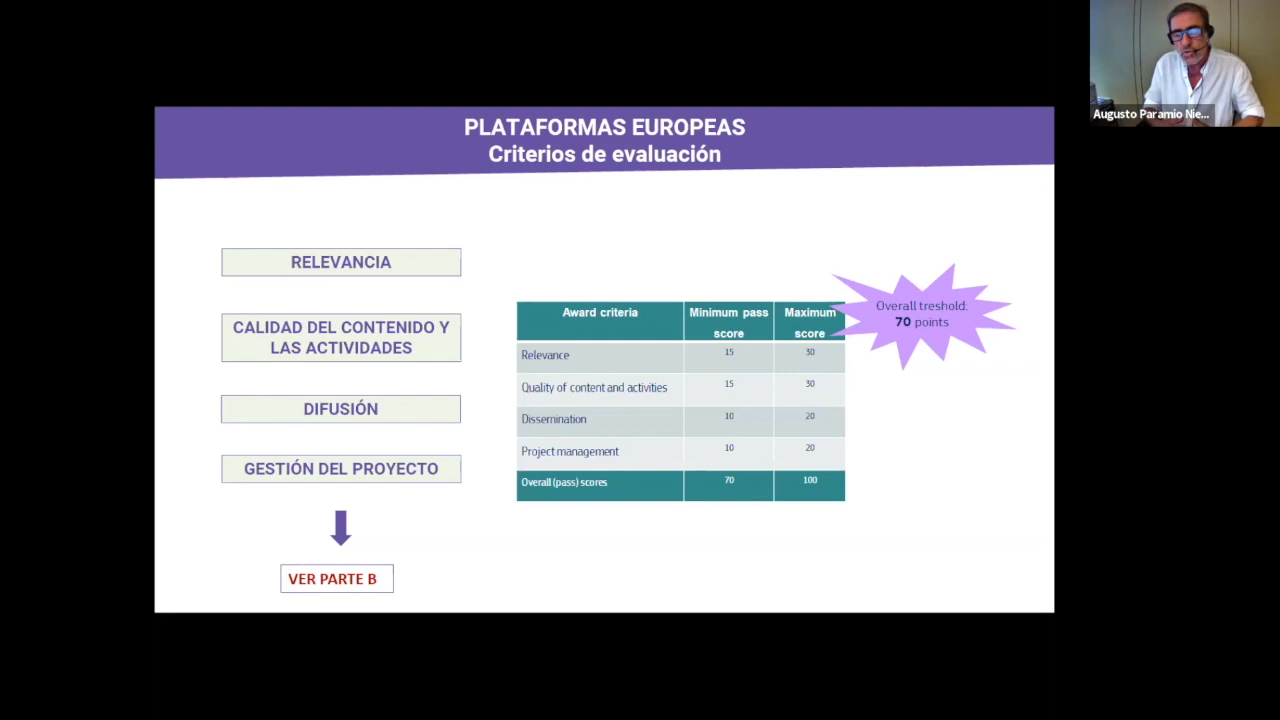 PLATAFORMAS EUROPEAS
Criterios de evaluación
RELEVANCIA
CALIDAD DEL CONTENIDO Y
LAS ACTIVIDADES
DIFUSIÓN
GESTIÓN DEL PROYECTO
VER PARTE B
Award criteria Minimum pass score Maximum score
Relevance 15 30
Quality of content and activities 15 30
Dissemination 10 20
Project management 10 20
Overall (pass) scores 70 100
Overall treshold:
70 points
Augusto Paramio Nie...